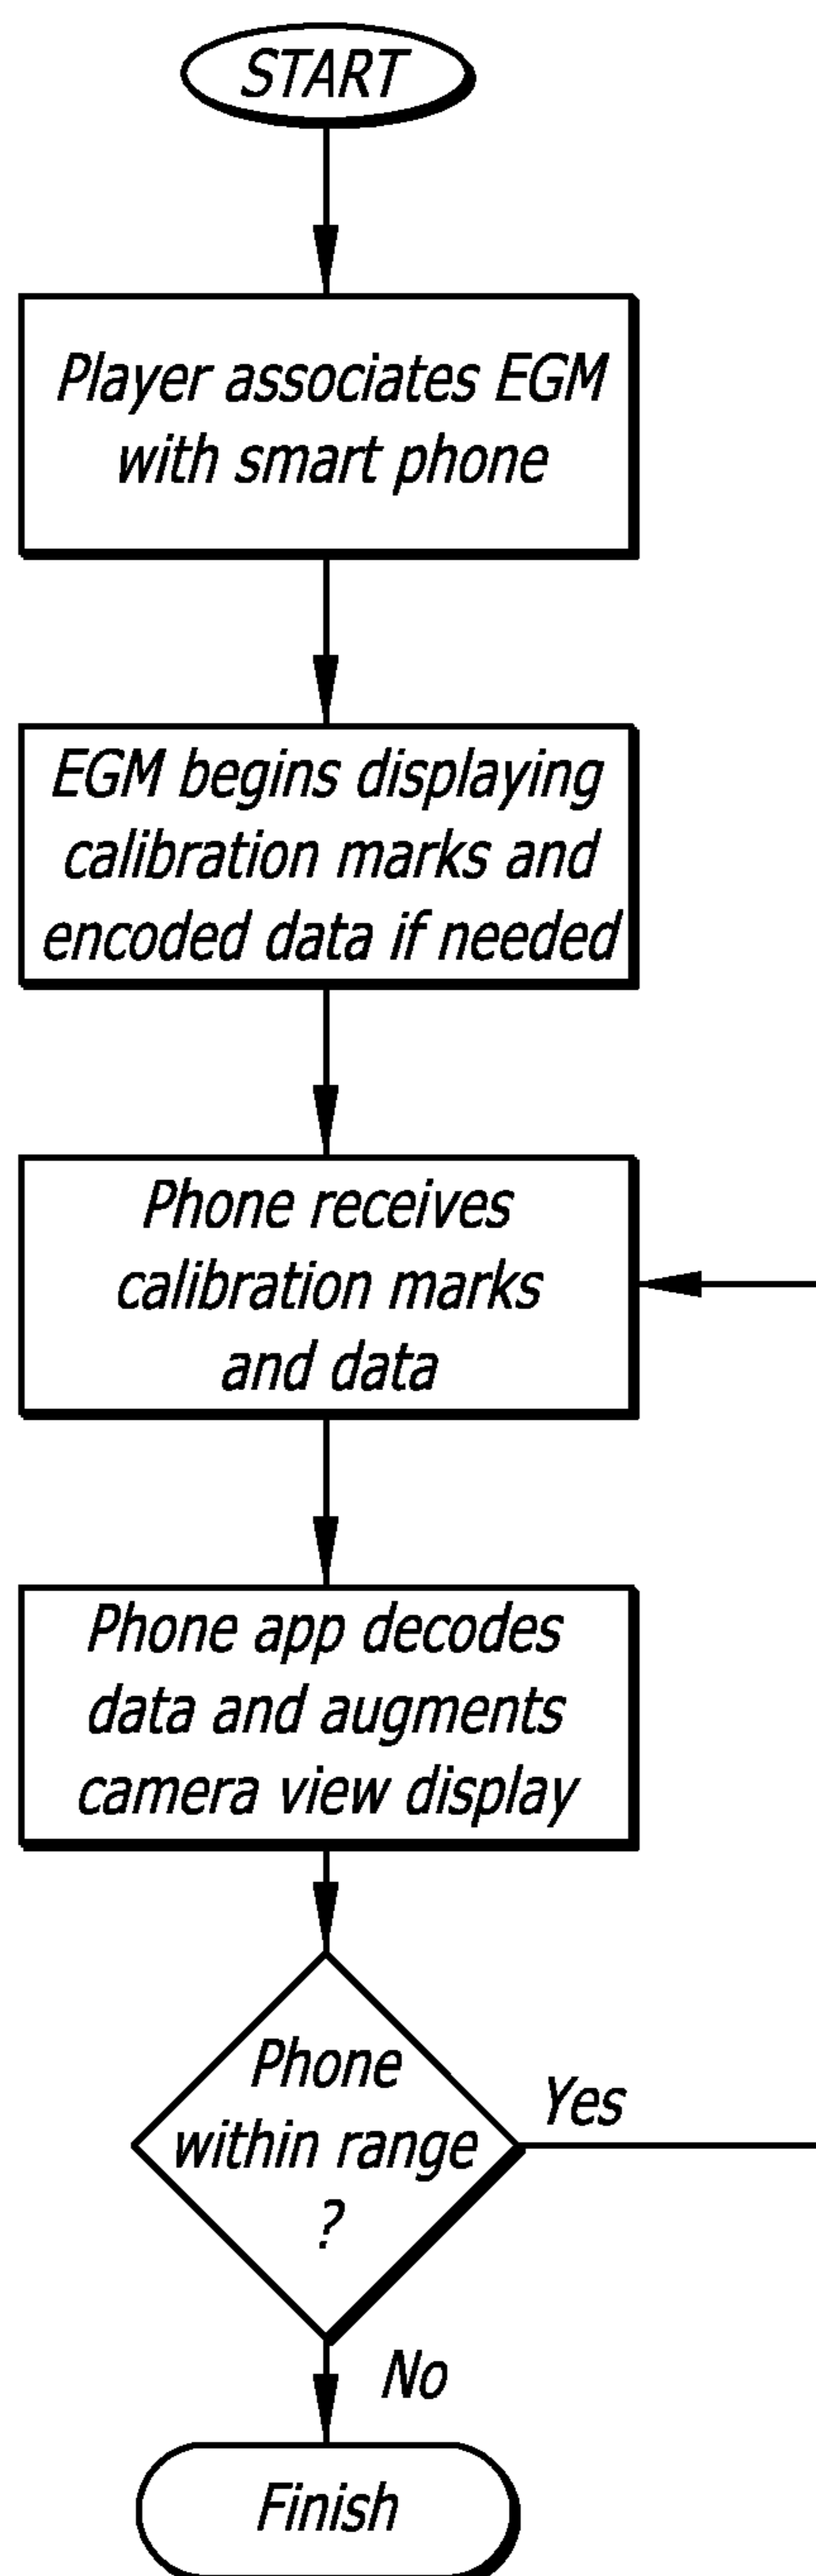 START
Player associates EGM
with smart phone
EGM begins displaying
calibration marks and
encoded data if needed
Phone receives
calibration marks
and data
Phone app decodes
data and augments
camera view display
Phone
within range
?
Yes
No
Finish